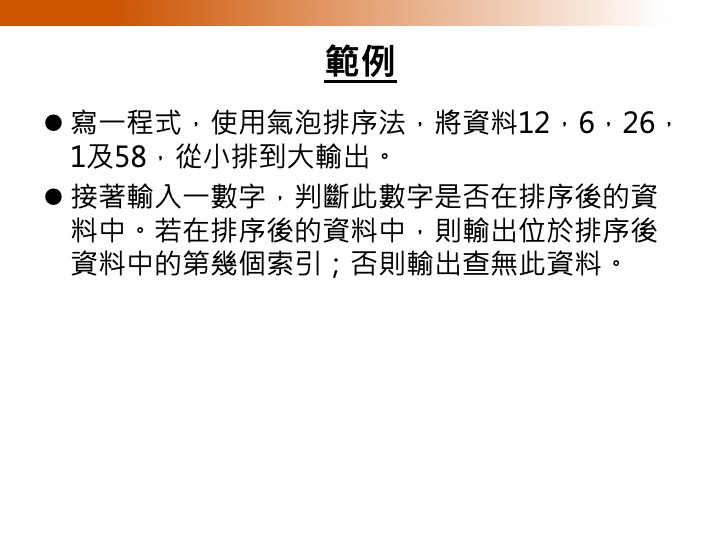 範例
● 寫一程式，使用氣泡排序法，將資料12，6，26，
1及58，從小排到大輸出。
● 接著輸入一數字，判斷此數字是否在排序後的資
料中。若在排序後的資料中，則輸出位於排序後
資料中的第幾個索引；否則輸出查無此資料。